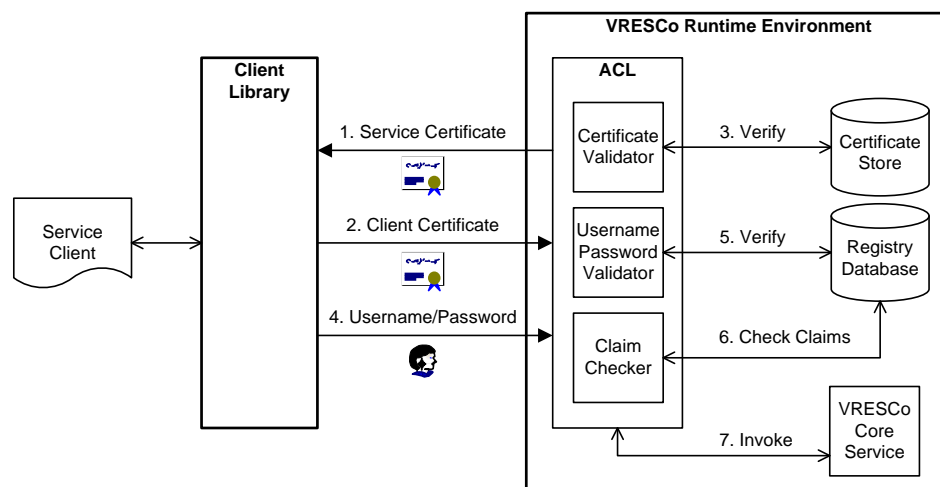 VRESCo Runtime Environment
Client
Library
ACL
1. Service Certificate
Certificate
Validator
3. Verify
Certificate
Store
Service
Client
2. Client Certificate
Username
Password
Validator
5. Verify
Registry
Database
4. Username/Password
Claim
Checker
6. Check Claims
7. Invoke
VRESCo
Core
Service